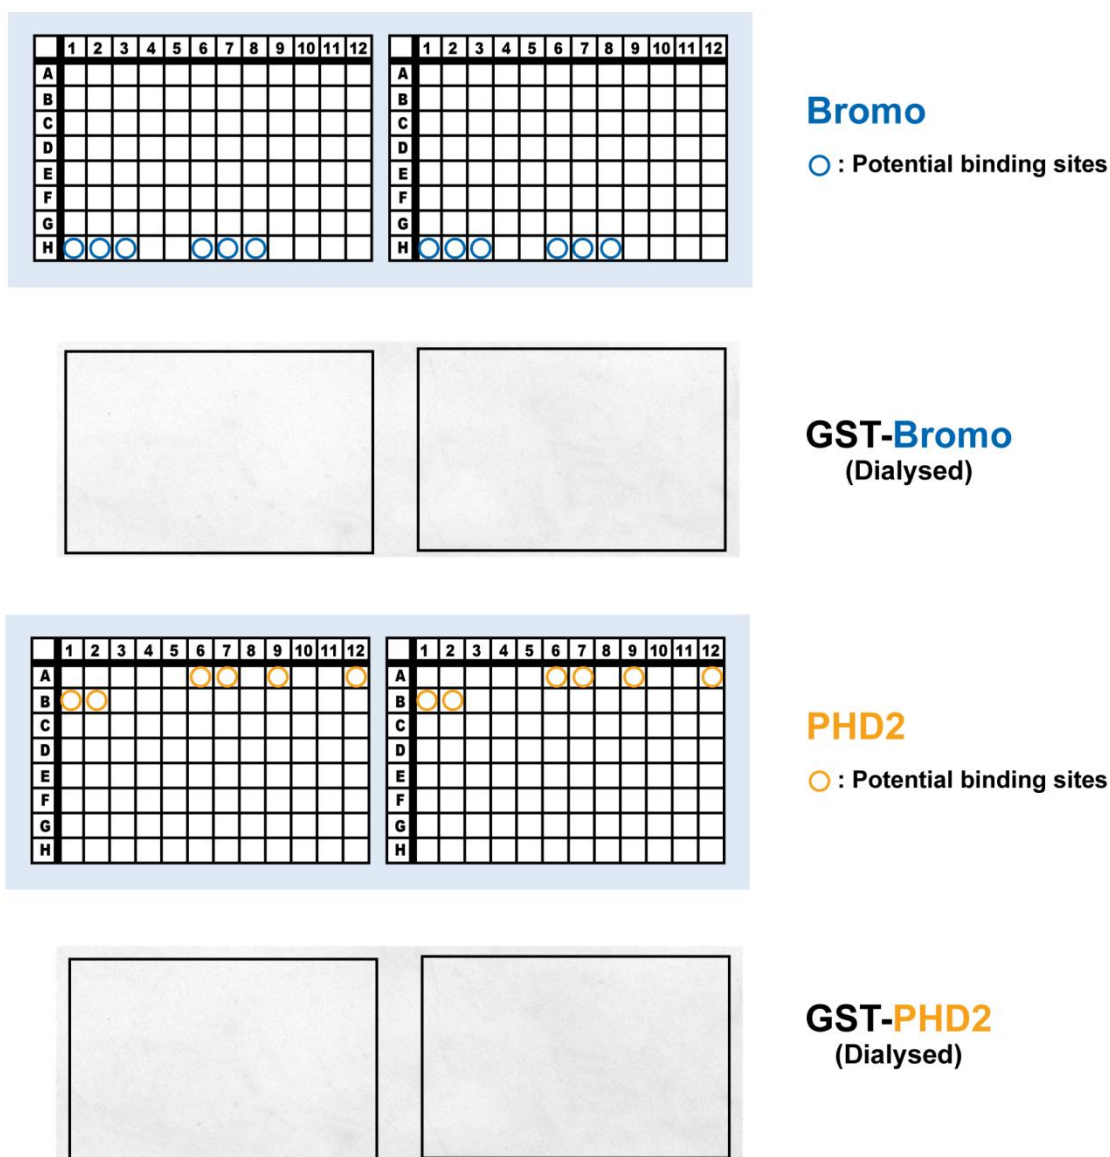 1 2 3 4 5 6 7 8 9 10 11 12
A
B
C
D
E
F
G
H
1 2 3 4 5 6 7 8 9 10 11 12
A
B
C
D
E
F
G
H
Bromo
: Potential binding sites
GST-Bromo
(Dialysed)
1 2 3 4 5 6 7 8 9 10 11 12
A
B
C
D
E
F
G
H
1 2 3 4 5 6 7 8 9 10 11 12
A
B
C
D
E
F
G
H
PHD2
: Potential binding sites
GST-PHD2
(Dialysed)